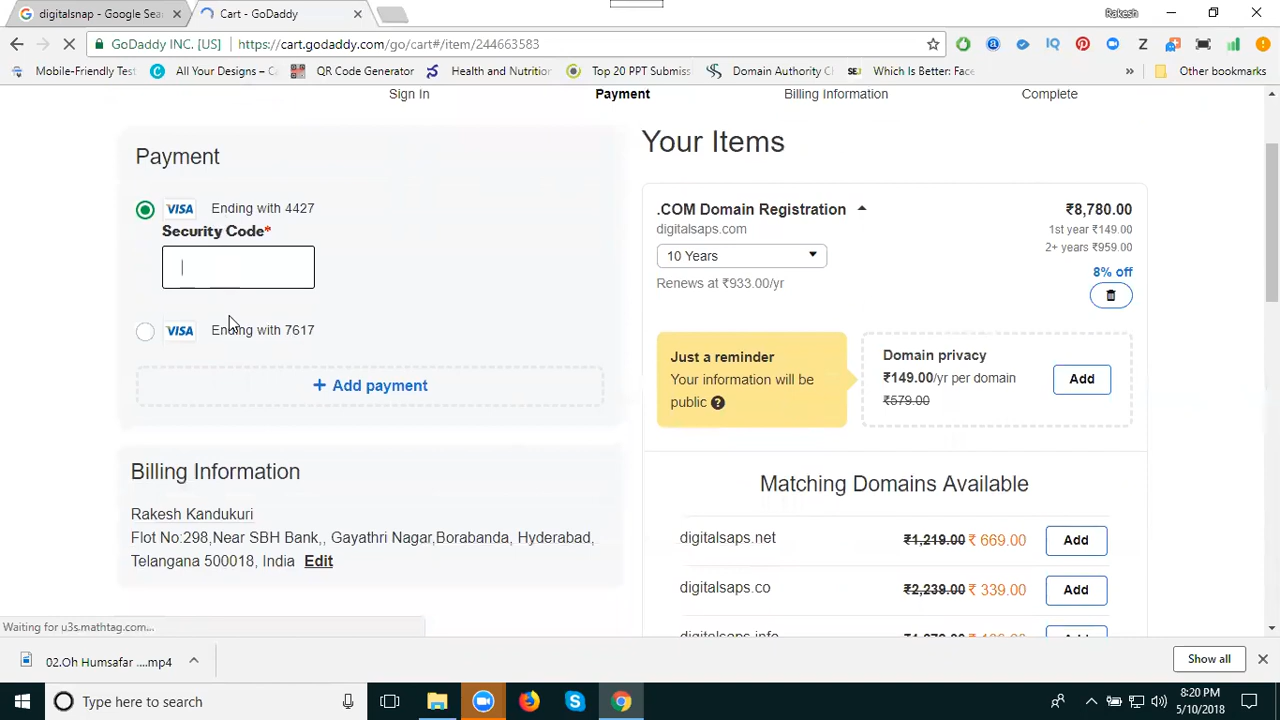 digitalsnap - Google Sear
Cart - GoDaddy
Rakesh
GoDaddy INC. [US]
https://cart.godaddy.com/go/cart#/item/244663583
Mobile-Friendly Test
All Your Designs – C
QR Code Generator
Health and Nutrition
Top 20 PPT Submiss
Domain Authority Cl
Which Is Better: Face
»
Other bookmarks
Sign In
Payment
Billing Information
Complete
Payment
VISA Ending with 4427
Security Code*
VISA Ending with 7617
+ Add payment
Billing Information
Rakesh Kandukuri
Flot No.298,Near SBH Bank,, Gayathri Nagar,Borabanda, Hyderabad,
Telangana 500018, India Edit
Your Items
.COM Domain Registration
₹8,780.00
digitalsaps.com
1st year ₹149.00
10 Years
2+ years ₹959.00
Renews at ₹933.00/yr
8% off
Just a reminder
Your information will be
public ?
Domain privacy
₹149.00/yr per domain
₹579.00
Add
Matching Domains Available
digitalsaps.net ₹1,219.00 ₹ 669.00 Add
digitalsaps.co ₹2,239.00 ₹ 339.00 Add
digitalsaps.info
Waiting for u3s.mathtag.com...
02.Oh Humsafar ....mp4
Show all
Type here to search
8:20 PM
5/10/2018